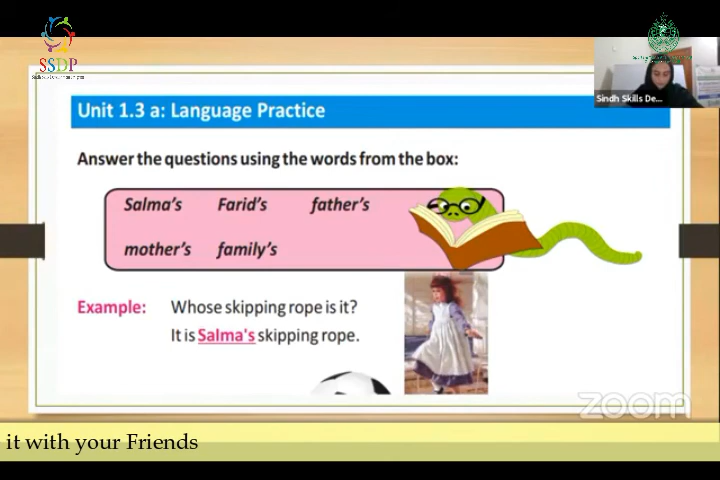 SSDP
Sindh Skills De...
Unit 1.3 a: Language Practice
Answer the questions using the words from the box:
Salma's Farid's father's
mother's family's
Example: Whose skipping rope is it?
It is Salma's skipping rope.
zoom
it with your Friends